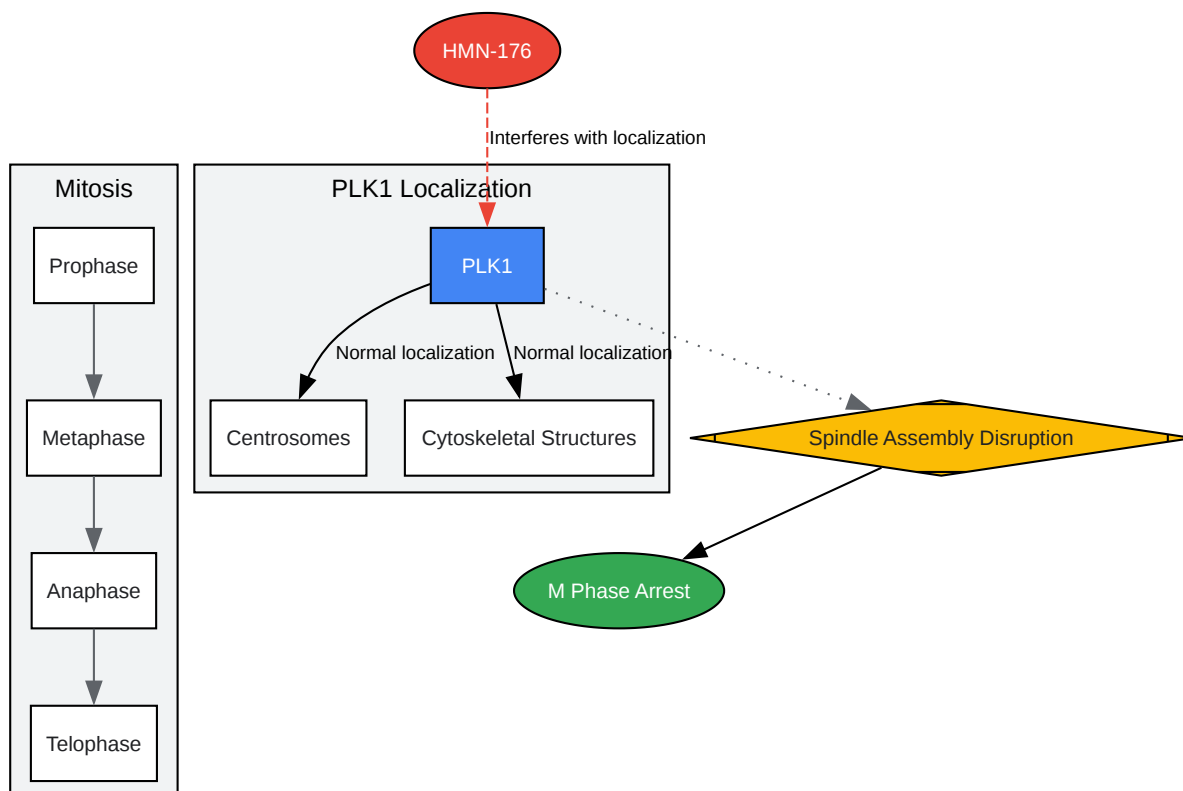 HMN-176
Interferes with localization
Mitosis
PLK1 Localization
Prophase
PLK1
Normal localization
Normal localization
Metaphase
Centrosomes
Cytoskeletal Structures
Spindle Assembly Disruption
Anaphase
M Phase Arrest
Telophase